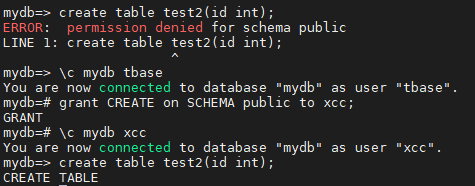 mydb=> create table test2(id int);
ERROR:  permission denied for schema public
LINE 1: create table test2(id int);
                     ^
mydb=> \c mydb tbase
You are now connected to database "mydb" as user "tbase".
mydb=# grant CREATE on SCHEMA public to xcc;
GRANT
mydb=# \c mydb xcc
You are now connected to database "mydb" as user "xcc".
mydb=> create table test2(id int);
CREATE TABLE